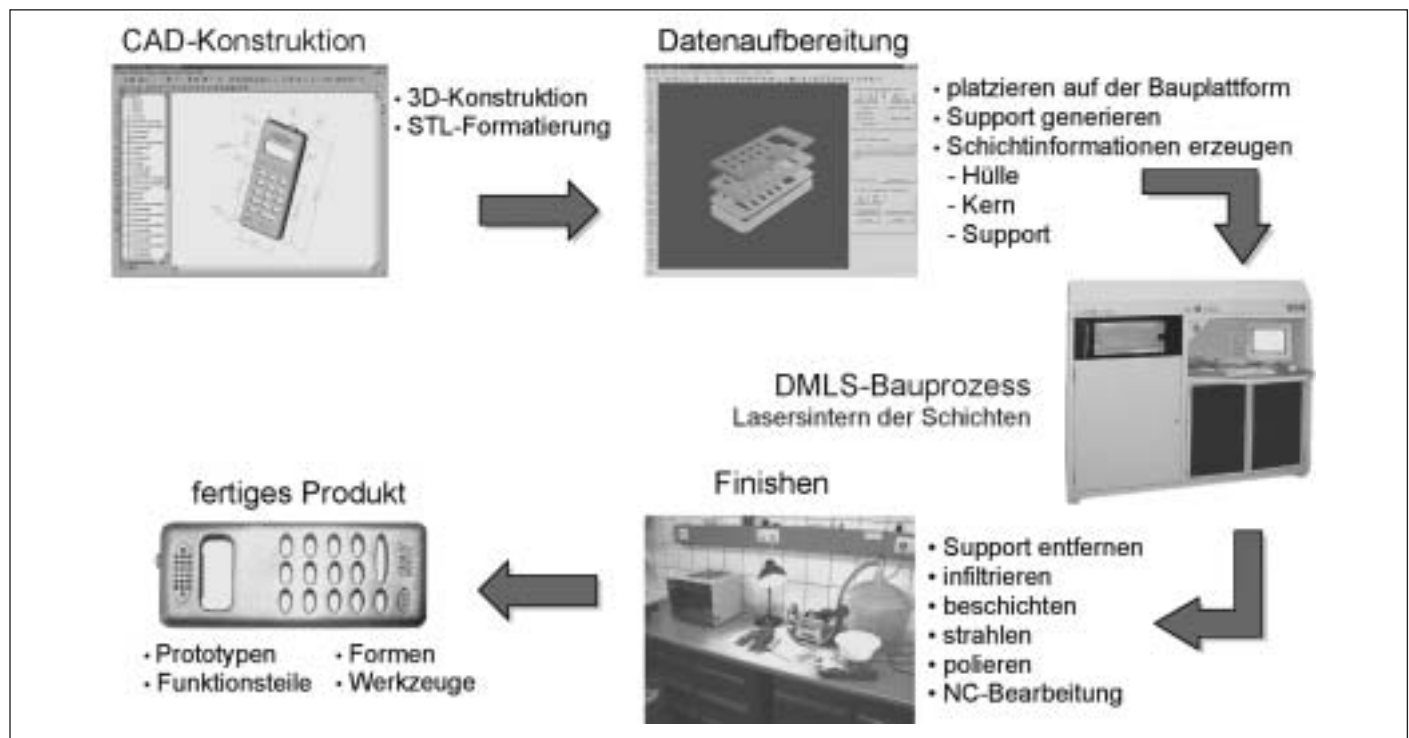 CAD-Konstruktion
• 3D-Konstruktion
• STL-Formatierung
Datenaufbereitung
• platzieren auf der Bauplattform
• Support generieren
• Schichtinformationen erzeugen
- Hülle
- Kern
- Support
DMLS-Bauprozess
Lasersintern der Schichten
Finishen
• Support entfernen
• infiltrieren
• beschichten
• strahlen
• polieren
• NC-Bearbeitung
fertiges Produkt
• Prototypen • Formen
• Funktionsteile • Werkzeuge